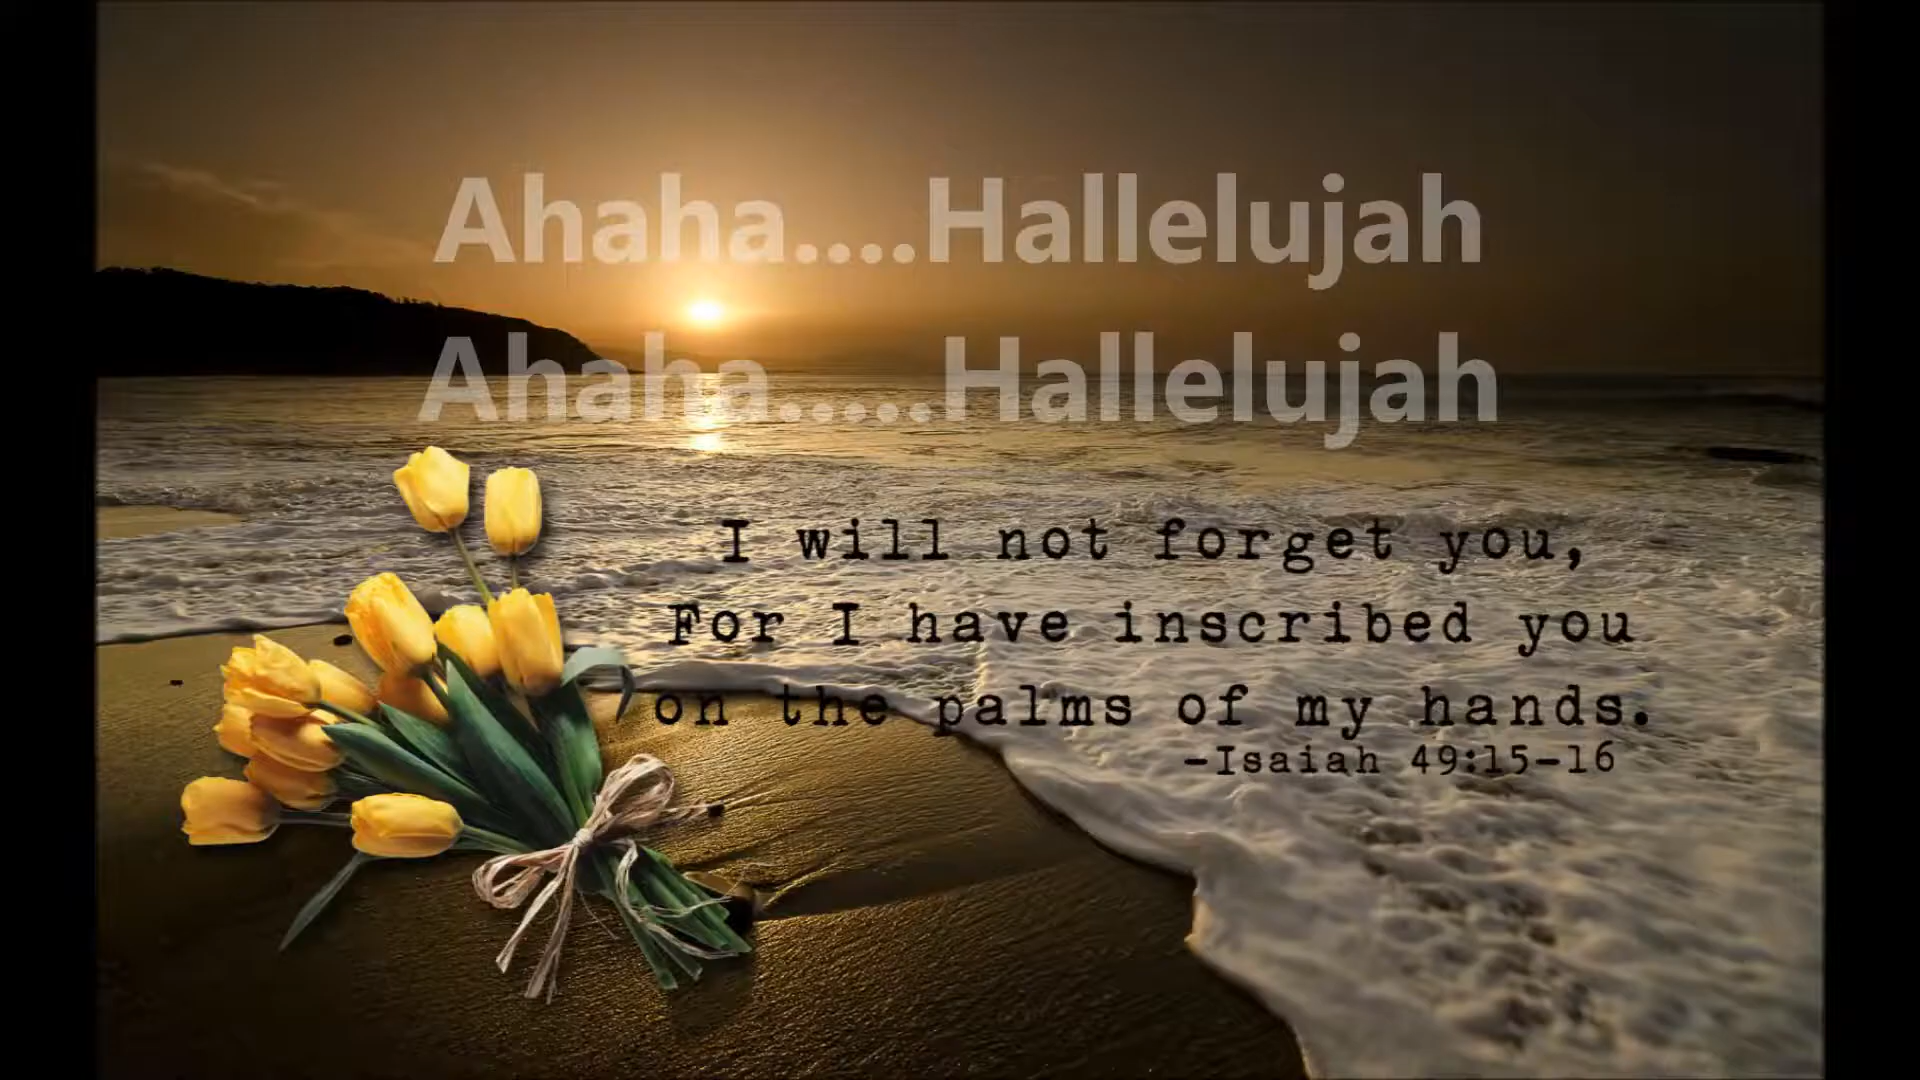 Ahaha....Hallelujah
Ahaha.....Hallelujah
I will not forget you,
For I have inscribed you
on the palms of my hands.
-Isaiah 49:15-16